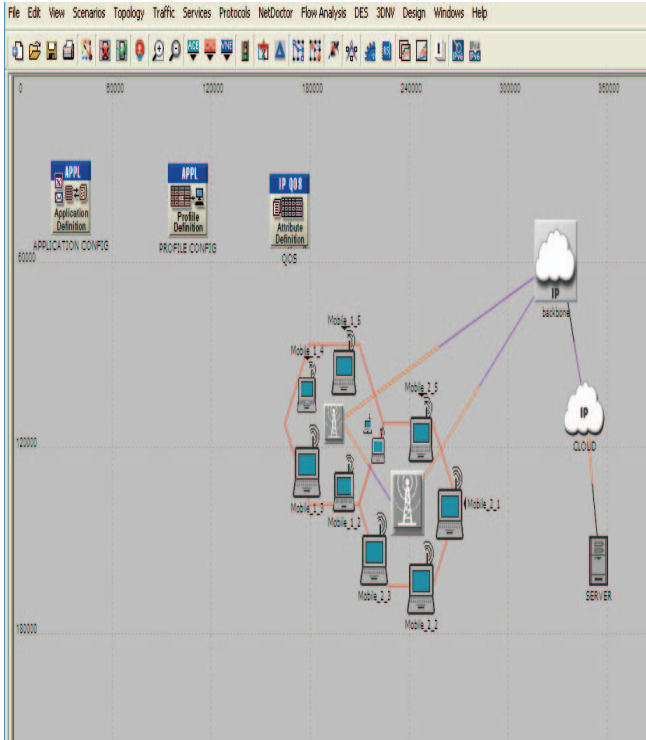 File Edit View Scenarios Topology Traffic Services Protocols NetDoctor Flow Analysis DES 3DNV Design Windows Help
0 60000 120000 180000 240000 300000 360000
APPL
Application
Definition
APPLICATION CONFIG
APPL
Profile
Definition
PROFILE CONFIG
IP QOS
Attribute
Definition
QOS
60000
IP
backbone
Mobile_1_5
Mobile_1_4
Mobile_2_5
120000
IP
CLOUD
Mobile_1_3
Mobile_1_2
Mobile_2_1
Mobile_2_3
Mobile_2_2
SERVER
180000